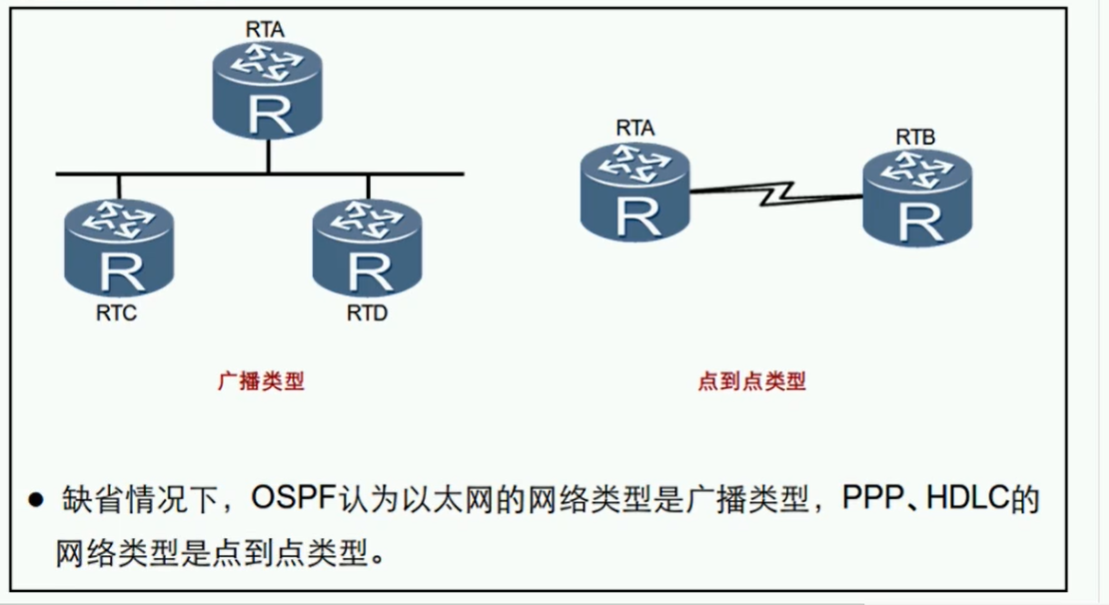 RTA
R
RTA
RTB
R
R
R
R
RTC
RTD
广播类型
点到点类型
● 缺省情况下，OSPF认为以太网的网络类型是广播类型，PPP、HDLC的
网络类型是点到点类型。